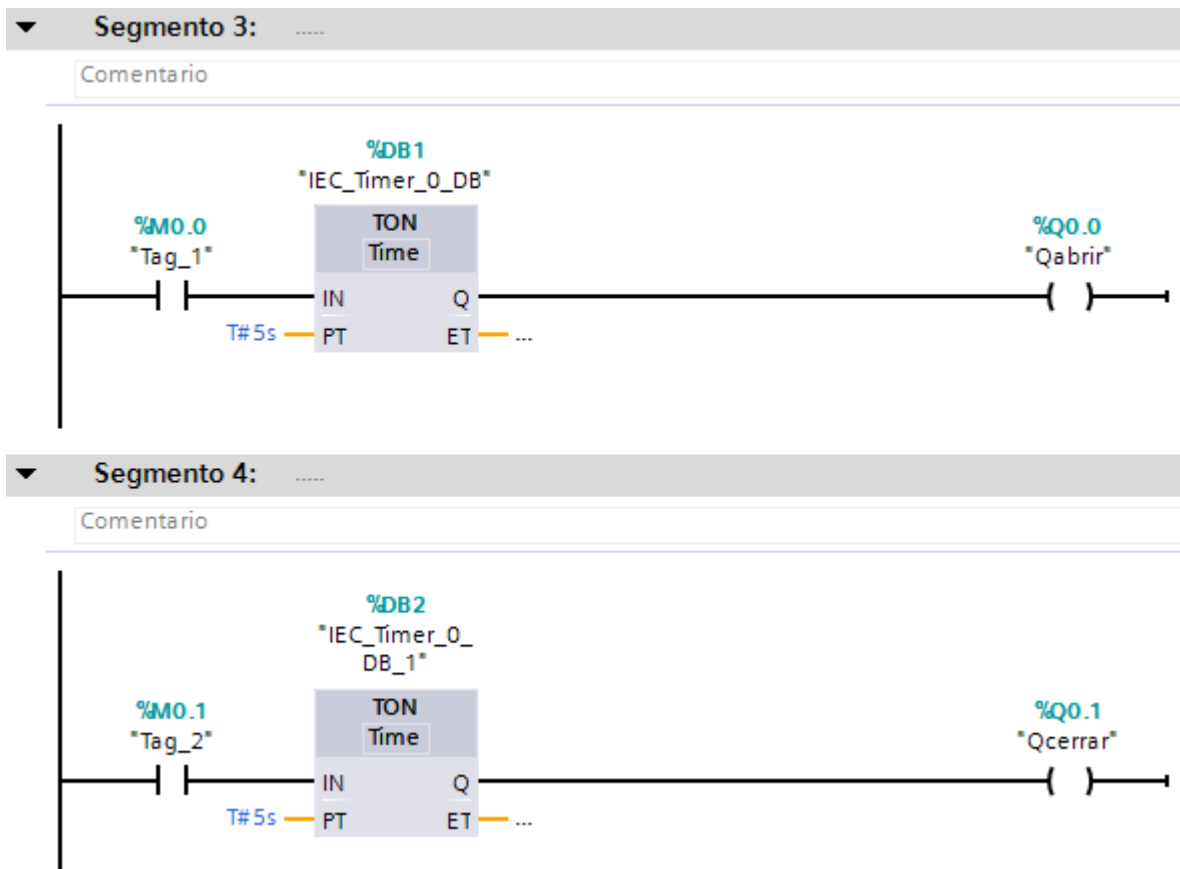 Segmento 3: .....
Comentario
%DB1
"IEC_Timer_0_DB"
%M0.0
"Tag_1"
TON
Time
%Q0.0
"Qabrir"
IN Q
T#5s PT ET ...
Segmento 4: .....
Comentario
%DB2
"IEC_Timer_0_
DB_1"
%M0.1
"Tag_2"
TON
Time
%Q0.1
"Qcerrar"
IN Q
T#5s PT ET ...